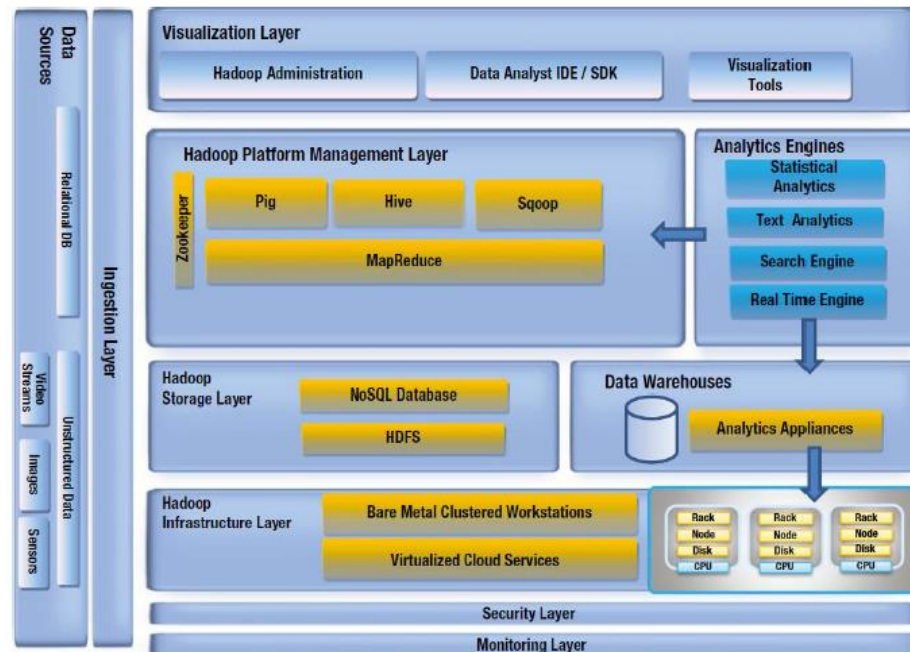 Data
Sources
Relational DB
Unstructured Data
Video
Streams
Images
Sensors
Ingestion Layer
Visualization Layer
Hadoop Administration
Data Analyst IDE / SDK
Visualization
Tools
Hadoop Platform Management Layer
Zookeeper
Pig
Hive
Sqoop
MapReduce
Analytics Engines
Statistical
Analytics
Text Analytics
Search Engine
Real Time Engine
Hadoop
Storage Layer
NoSQL Database
HDFS
Data Warehouses
Analytics Appliances
Hadoop
Infrastructure Layer
Bare Metal Clustered Workstations
Virtualized Cloud Services
Rack
Node
Disk
CPU
Rack
Node
Disk
CPU
Rack
Node
Disk
CPU
Security Layer
Monitoring Layer